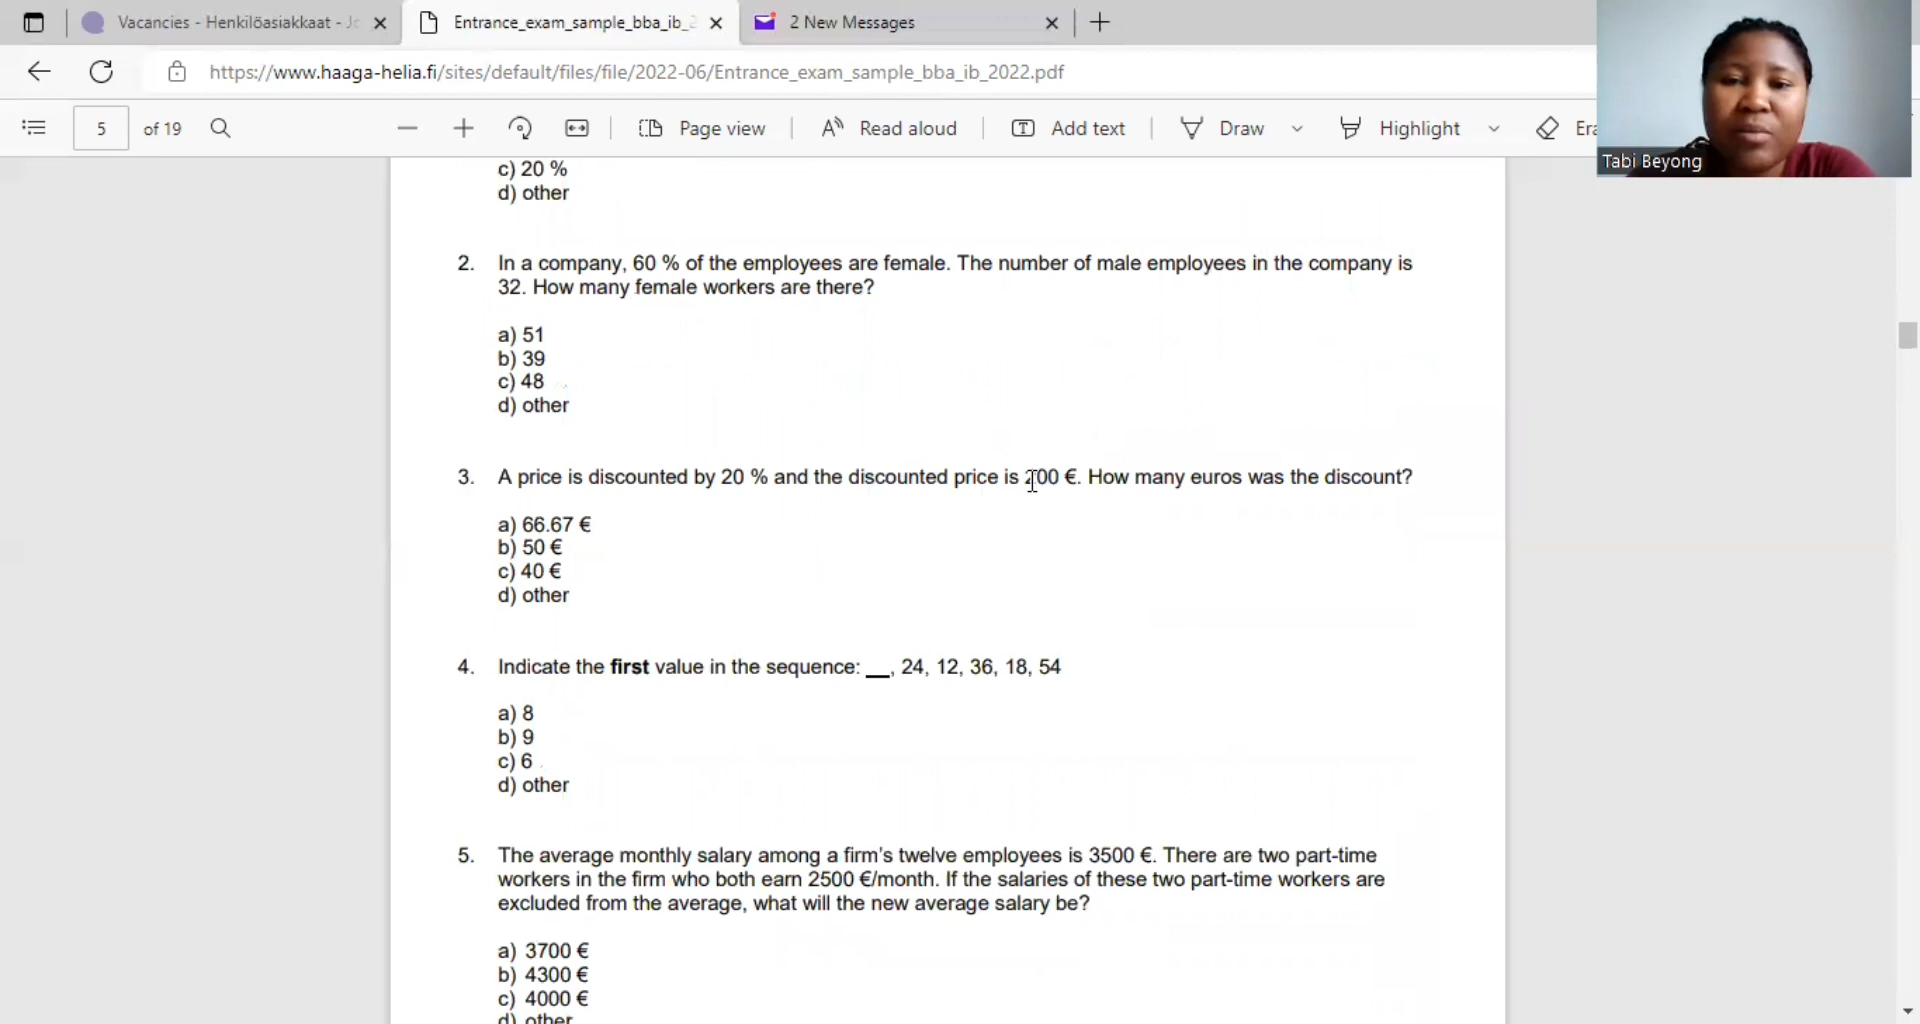 Vacancies - Henkilöasiakkaat - Jo
Entrance_exam_sample_bba_ib_2
2 New Messages
https://www.haaga-helia.fi/sites/default/files/file/2022-06/Entrance_exam_sample_bba_ib_2022.pdf
5 of 19
Page view
Read aloud
Add text
Draw
Highlight
Era
Tabi Beyong
c) 20 %
d) other
2. In a company, 60 % of the employees are female. The number of male employees in the company is
32. How many female workers are there?
a) 51
b) 39
c) 48
d) other
3. A price is discounted by 20 % and the discounted price is 200 €. How many euros was the discount?
a) 66.67 €
b) 50 €
c) 40 €
d) other
4. Indicate the first value in the sequence: __, 24, 12, 36, 18, 54
a) 8
b) 9
c) 6
d) other
5. The average monthly salary among a firm's twelve employees is 3500 €. There are two part-time
workers in the firm who both earn 2500 €/month. If the salaries of these two part-time workers are
excluded from the average, what will the new average salary be?
a) 3700 €
b) 4300 €
c) 4000 €
d) other